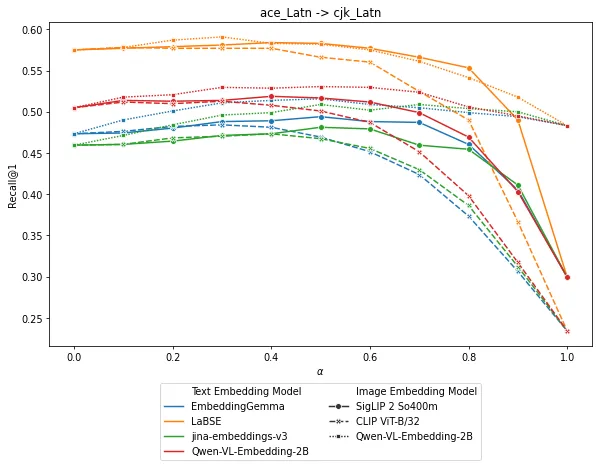 ace_Latn -> cjk_Latn
0.60
0.55
0.50
0.45
0.40
0.35
0.30
0.25
Recall@1
0.0 0.2 0.4 0.6 0.8 1.0
α
Text Embedding Model
EmbeddingGemma
LaBSE
jina-embeddings-v3
Qwen-VL-Embedding-2B
Image Embedding Model
SigLIP 2 So400m
CLIP ViT-B/32
Qwen-VL-Embedding-2B